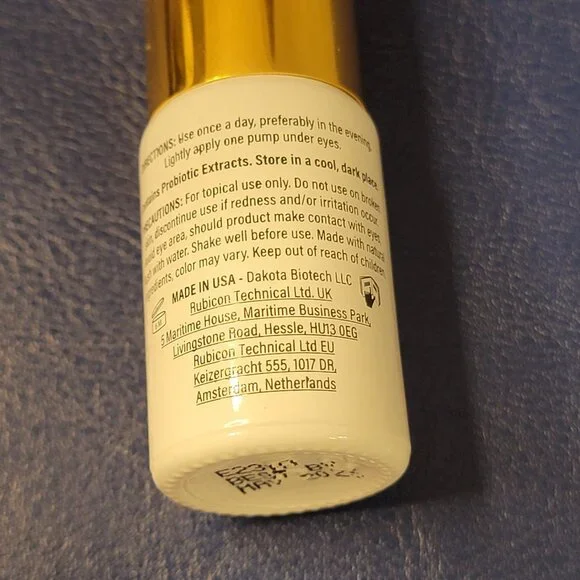 DIRECTIONS: Use once a day, preferably in the evening.
Lightly apply one pump under eyes.
Contains Probiotic Extracts. Store in a cool, dark place.
PRECAUTIONS: For topical use only. Do not use on broken
skin, discontinue use if redness and/or irritation occur
and eye area, should product make contact with eyes,
with water. Shake well before use. Made with natural
ingredients, color may vary. Keep out of reach of children.
MADE IN USA - Dakota Biotech LLC
Rubicon Technical Ltd. UK
5 Maritime House, Maritime Business Park,
Livingstone Road, Hessle, HU13 0EG
Rubicon Technical Ltd EU
Keizergracht 555, 1017 DR,
Amsterdam, Netherlands